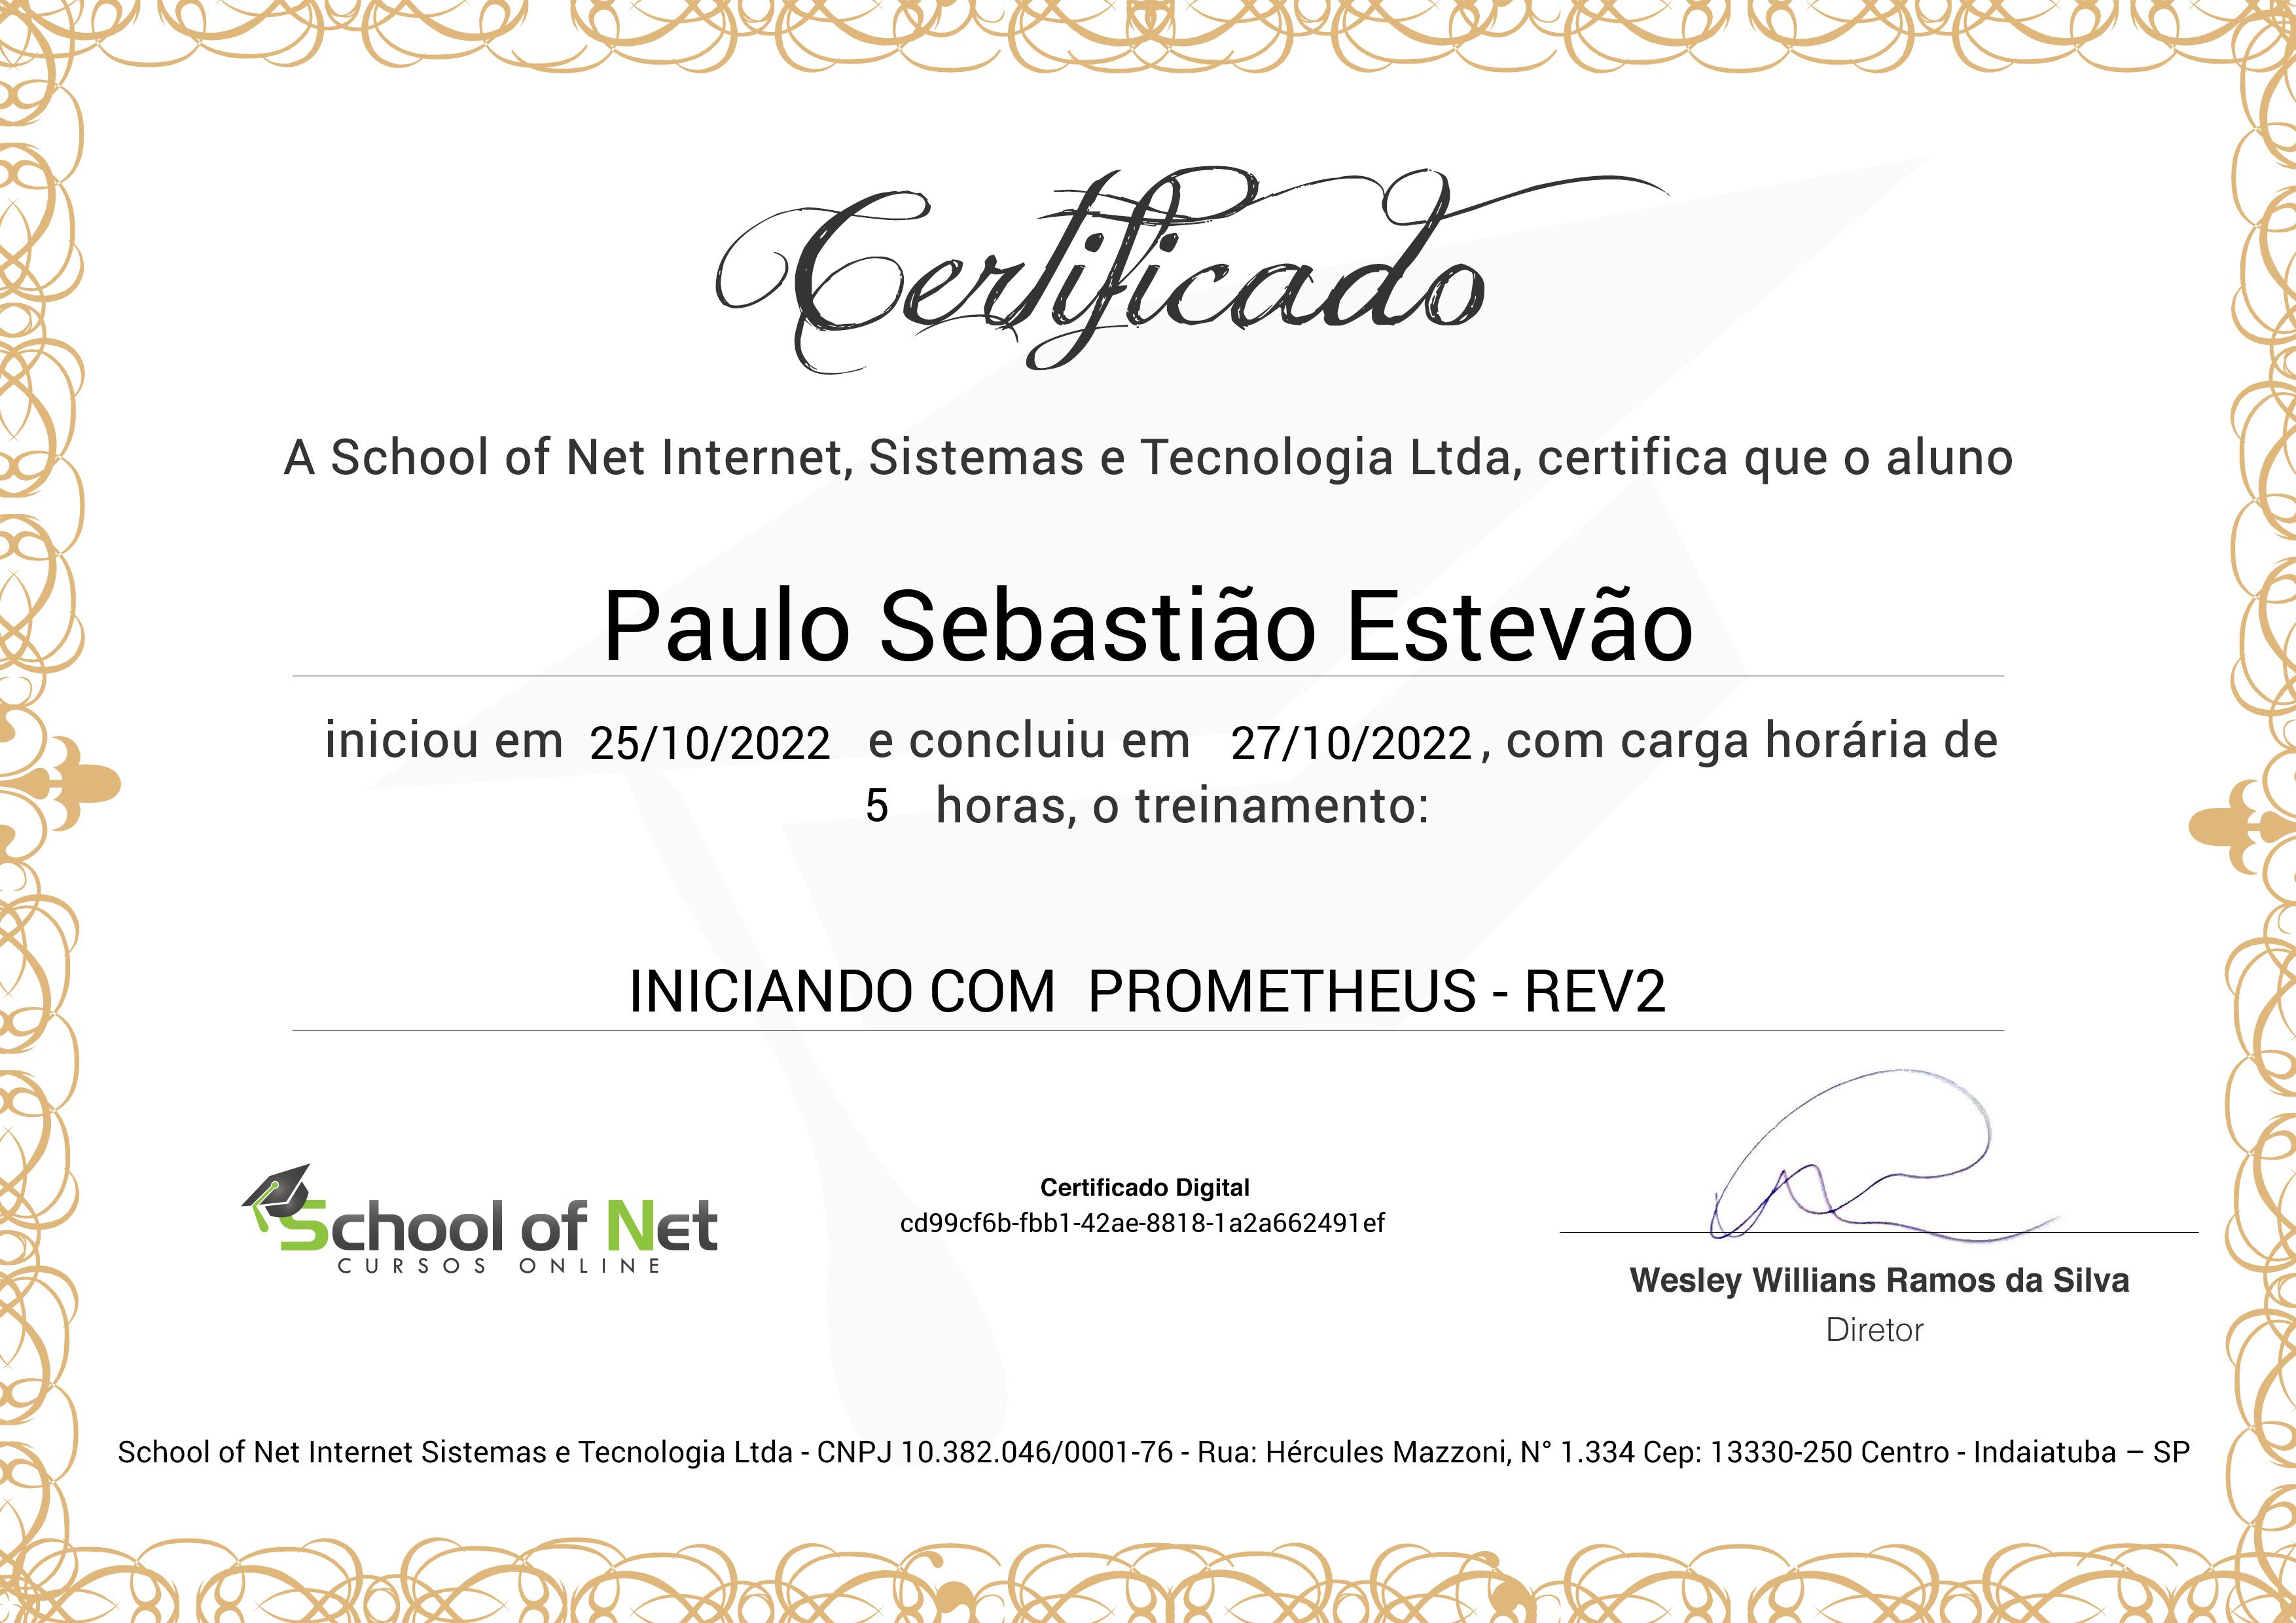 Certificado
A School of Net Internet, Sistemas e Tecnologia Ltda, certifica que o aluno
Paulo Sebastião Estevão
iniciou em 25/10/2022 e concluiu em 27/10/2022, com carga horária de
5 horas, o treinamento:
INICIANDO COM PROMETHEUS - REV2
School of Net
CURSOS ONLINE
Certificado Digital
cd99cf6b-fbb1-42ae-8818-1a2a662491ef
Wesley Willians Ramos da Silva
Diretor
School of Net Internet Sistemas e Tecnologia Ltda - CNPJ 10.382.046/0001-76 - Rua: Hércules Mazzoni, N° 1.334 Cep: 13330-250 Centro - Indaiatuba – SP